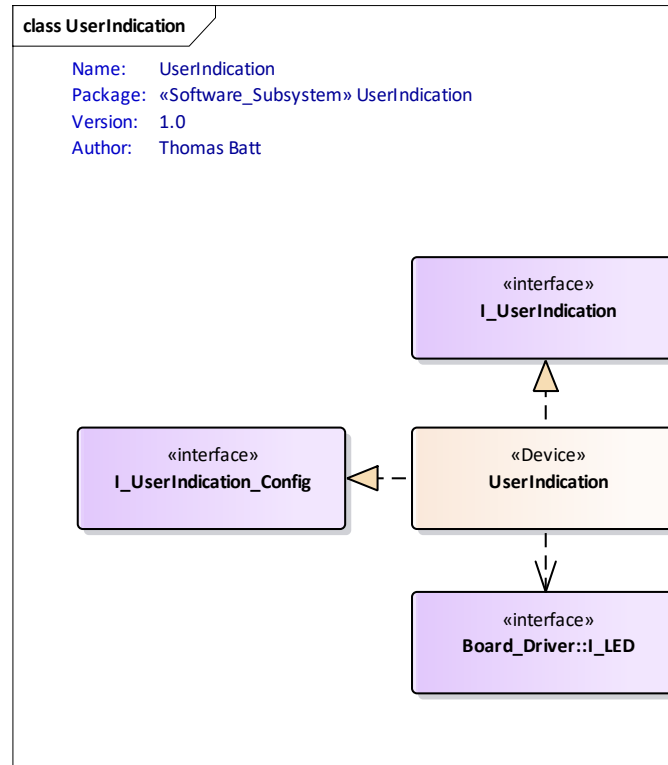 class UserIndication
Name: UserIndication
Package: «Software_Subsystem» UserIndication
Version: 1.0
Author: Thomas Batt
«interface»
I_UserIndication
«interface»
I_UserIndication_Config
«Device»
UserIndication
«interface»
Board_Driver::I_LED